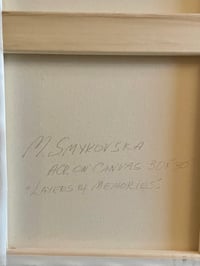 M. SMYKOVSKA
ACR ON CANVAS 30X30
"LAYERS of MEMORIES"